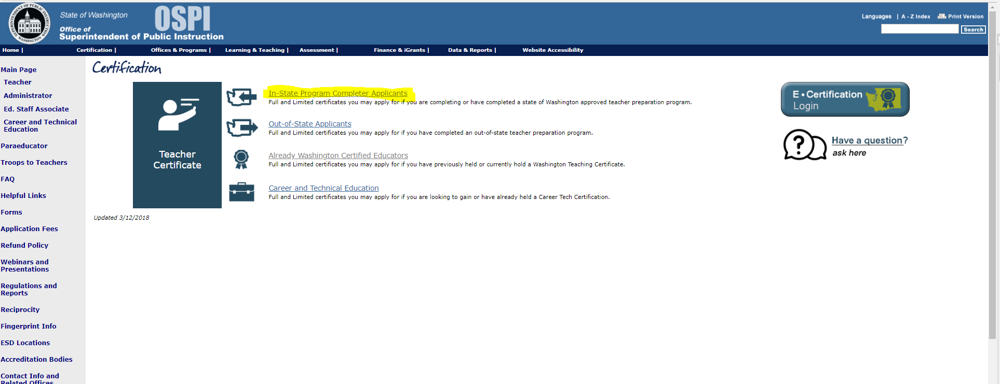 State of Washington
OSPI
Office of
Superintendent of Public Instruction
Languages | A - Z Index Print Version
Search
Home | Certification | Offices & Programs | Learning & Teaching | Assessment | Finance & iGrants | Data & Reports | Website Accessibility
Main Page
Teacher
Administrator
Ed. Staff Associate
Career and Technical
Education
Paraeducator
Troops to Teachers
FAQ
Helpful Links
Forms
Application Fees
Refund Policy
Webinars and
Presentations
Regulations and
Reports
Reciprocity
Fingerprint Info
ESD Locations
Accreditation Bodies
Contact Info and
Related Offices
Certification
Teacher
Certificate
In-State Program Completer Applicants
Full and Limited certificates you may apply for if you are completing or have completed a state of Washington approved teacher preparation program.
Out-of-State Applicants
Full and Limited certificates you may apply for if you have completed an out-of-state teacher preparation program.
Already Washington Certified Educators
Full and Limited certificates you may apply for if you have previously held or currently hold a Washington Teaching Certificate.
Career and Technical Education
Full and Limited certificates you may apply for if you are looking to gain or have already held a Career Tech Certification.
Updated 3/12/2018
E • Certification
Login
?
Have a question?
ask here
SUPERINTENDENT OF PUBLIC INSTRUCTION
WASHINGTON